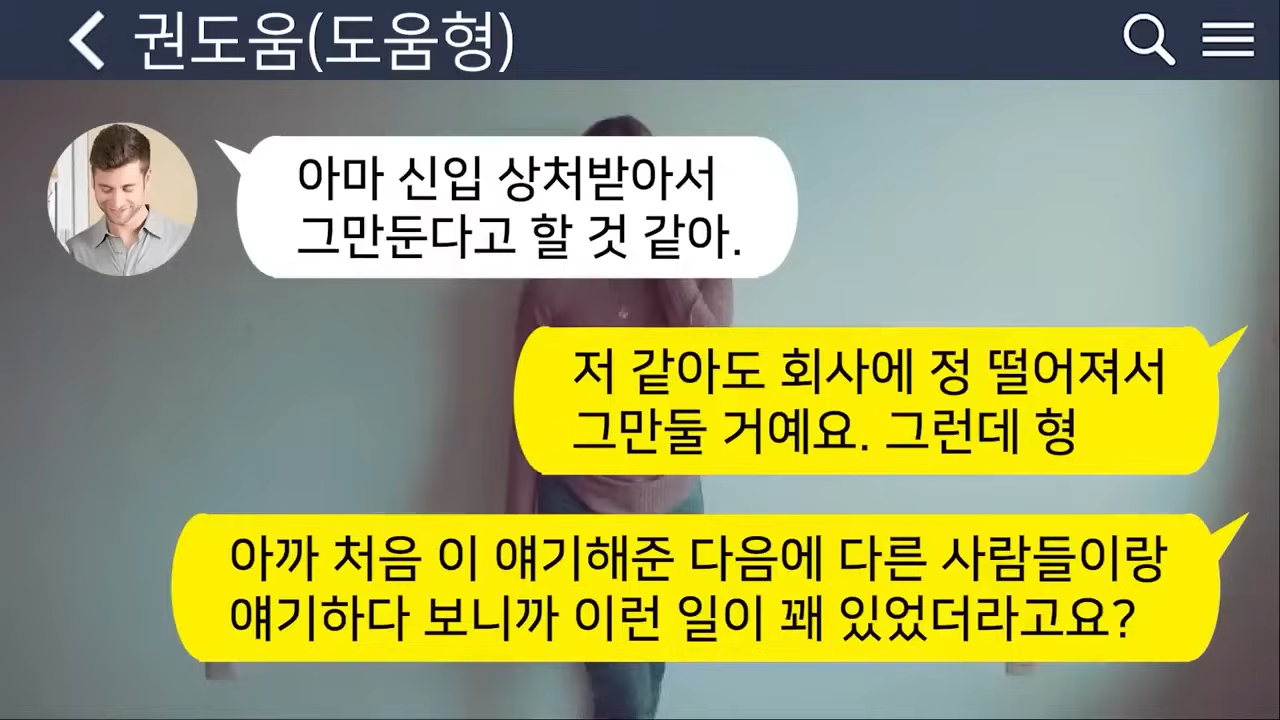 권도움(도움형)
아마 신입 상처받아서
그만둔다고 할 것 같아.
저 같아도 회사에 정 떨어져서
그만둘 거예요. 그런데 형
아까 처음 이 얘기해준 다음에 다른 사람들이랑
얘기하다 보니까 이런 일이 꽤 있었더라고요?